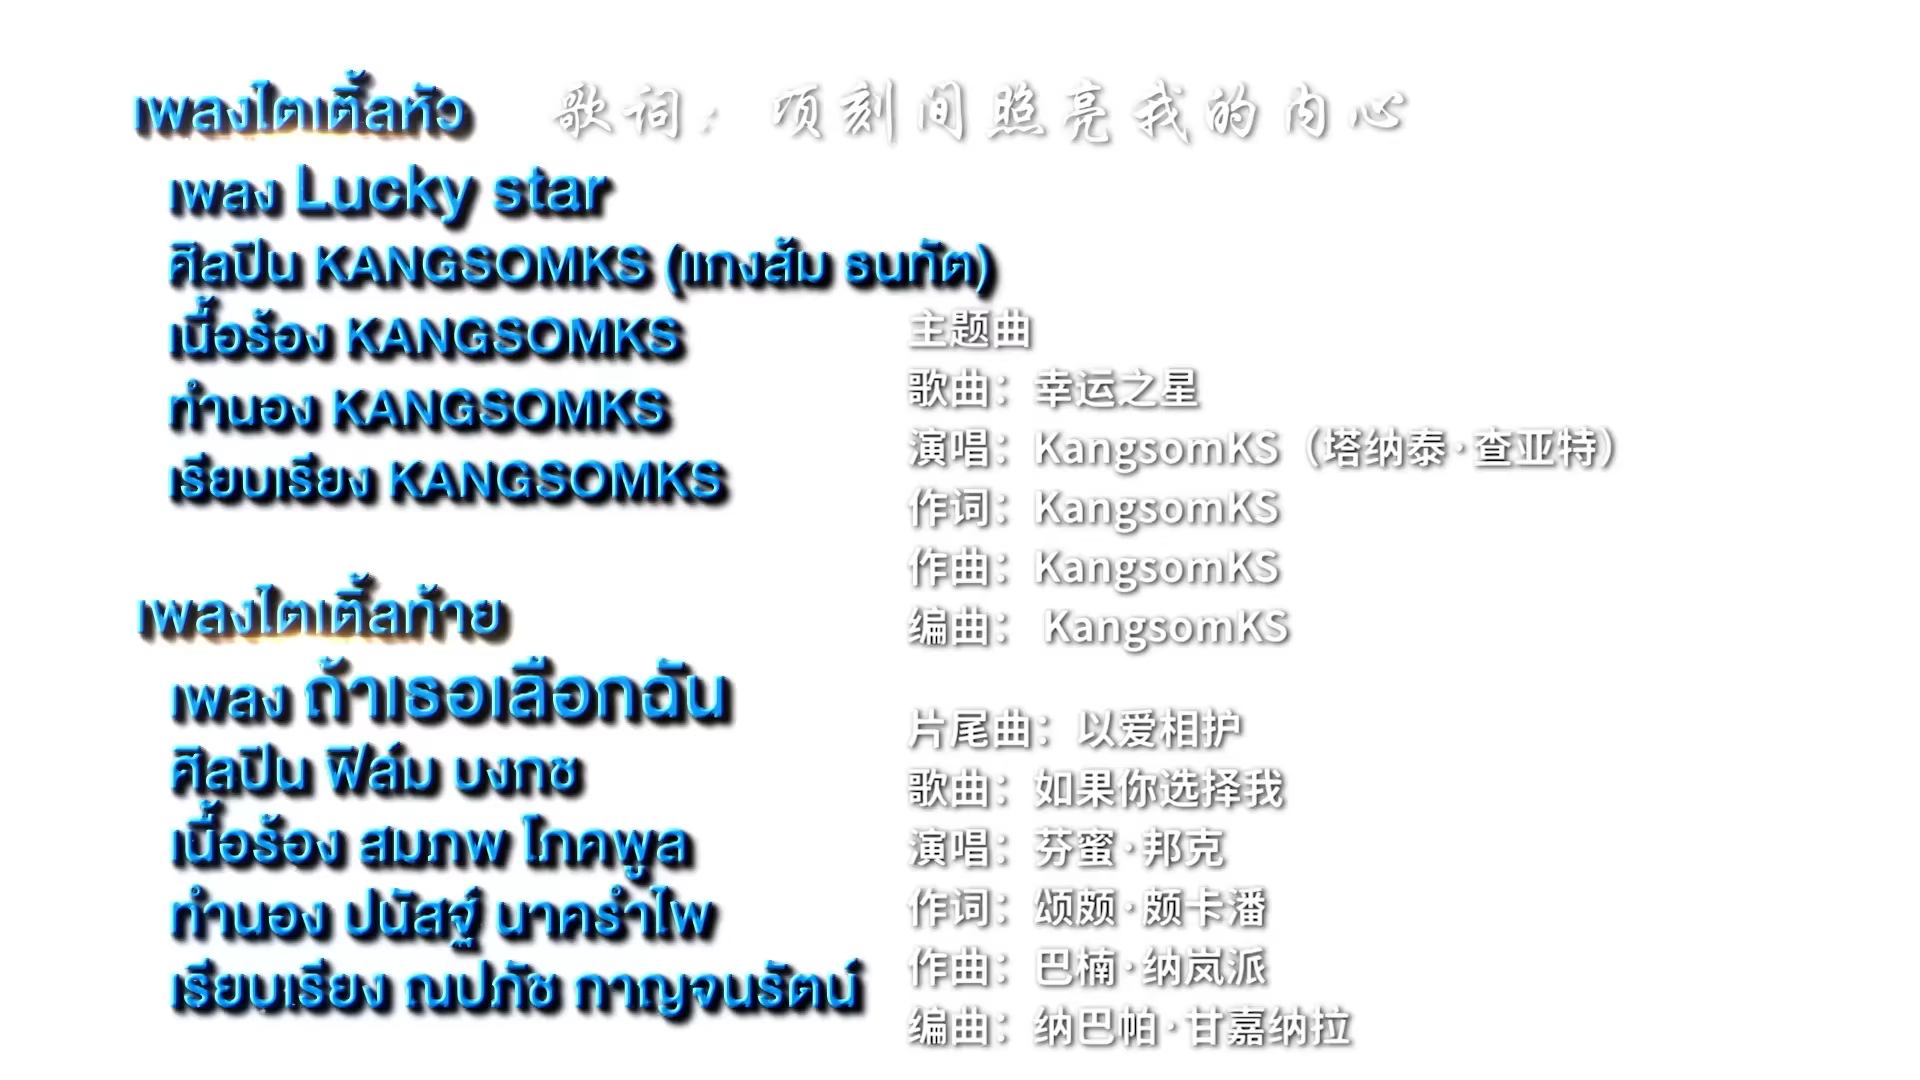 เพลงไตเติ้ลหัว
歌词：顷刻间照亮我的内心
เพลง Lucky star
ศิลปิน KANGSOMKS (แกงส้ม ธนทัต)
เนื้อร้อง KANGSOMKS
ทำนอง KANGSOMKS
เรียบเรียง KANGSOMKS
主题曲
歌曲：幸运之星
演唱：KangsomKS（塔纳泰·查亚特）
作词：KangsomKS
作曲：KangsomKS
编曲： KangsomKS
เพลงไตเติ้ลท้าย
เพลง ถ้าเธอเลือกฉัน
ศิลปิน ฟิล์ม บงกช
เนื้อร้อง สมภพ โภคพูล
ทำนอง ปนัสฐ์ นาครำไพ
เรียบเรียง ณปภัช กาญจนรัตน์
片尾曲：以爱相护
歌曲：如果你选择我
演唱：芬蜜·邦克
作词：颂颇·颇卡潘
作曲：巴楠·纳岚派
编曲：纳巴帕·甘嘉纳拉